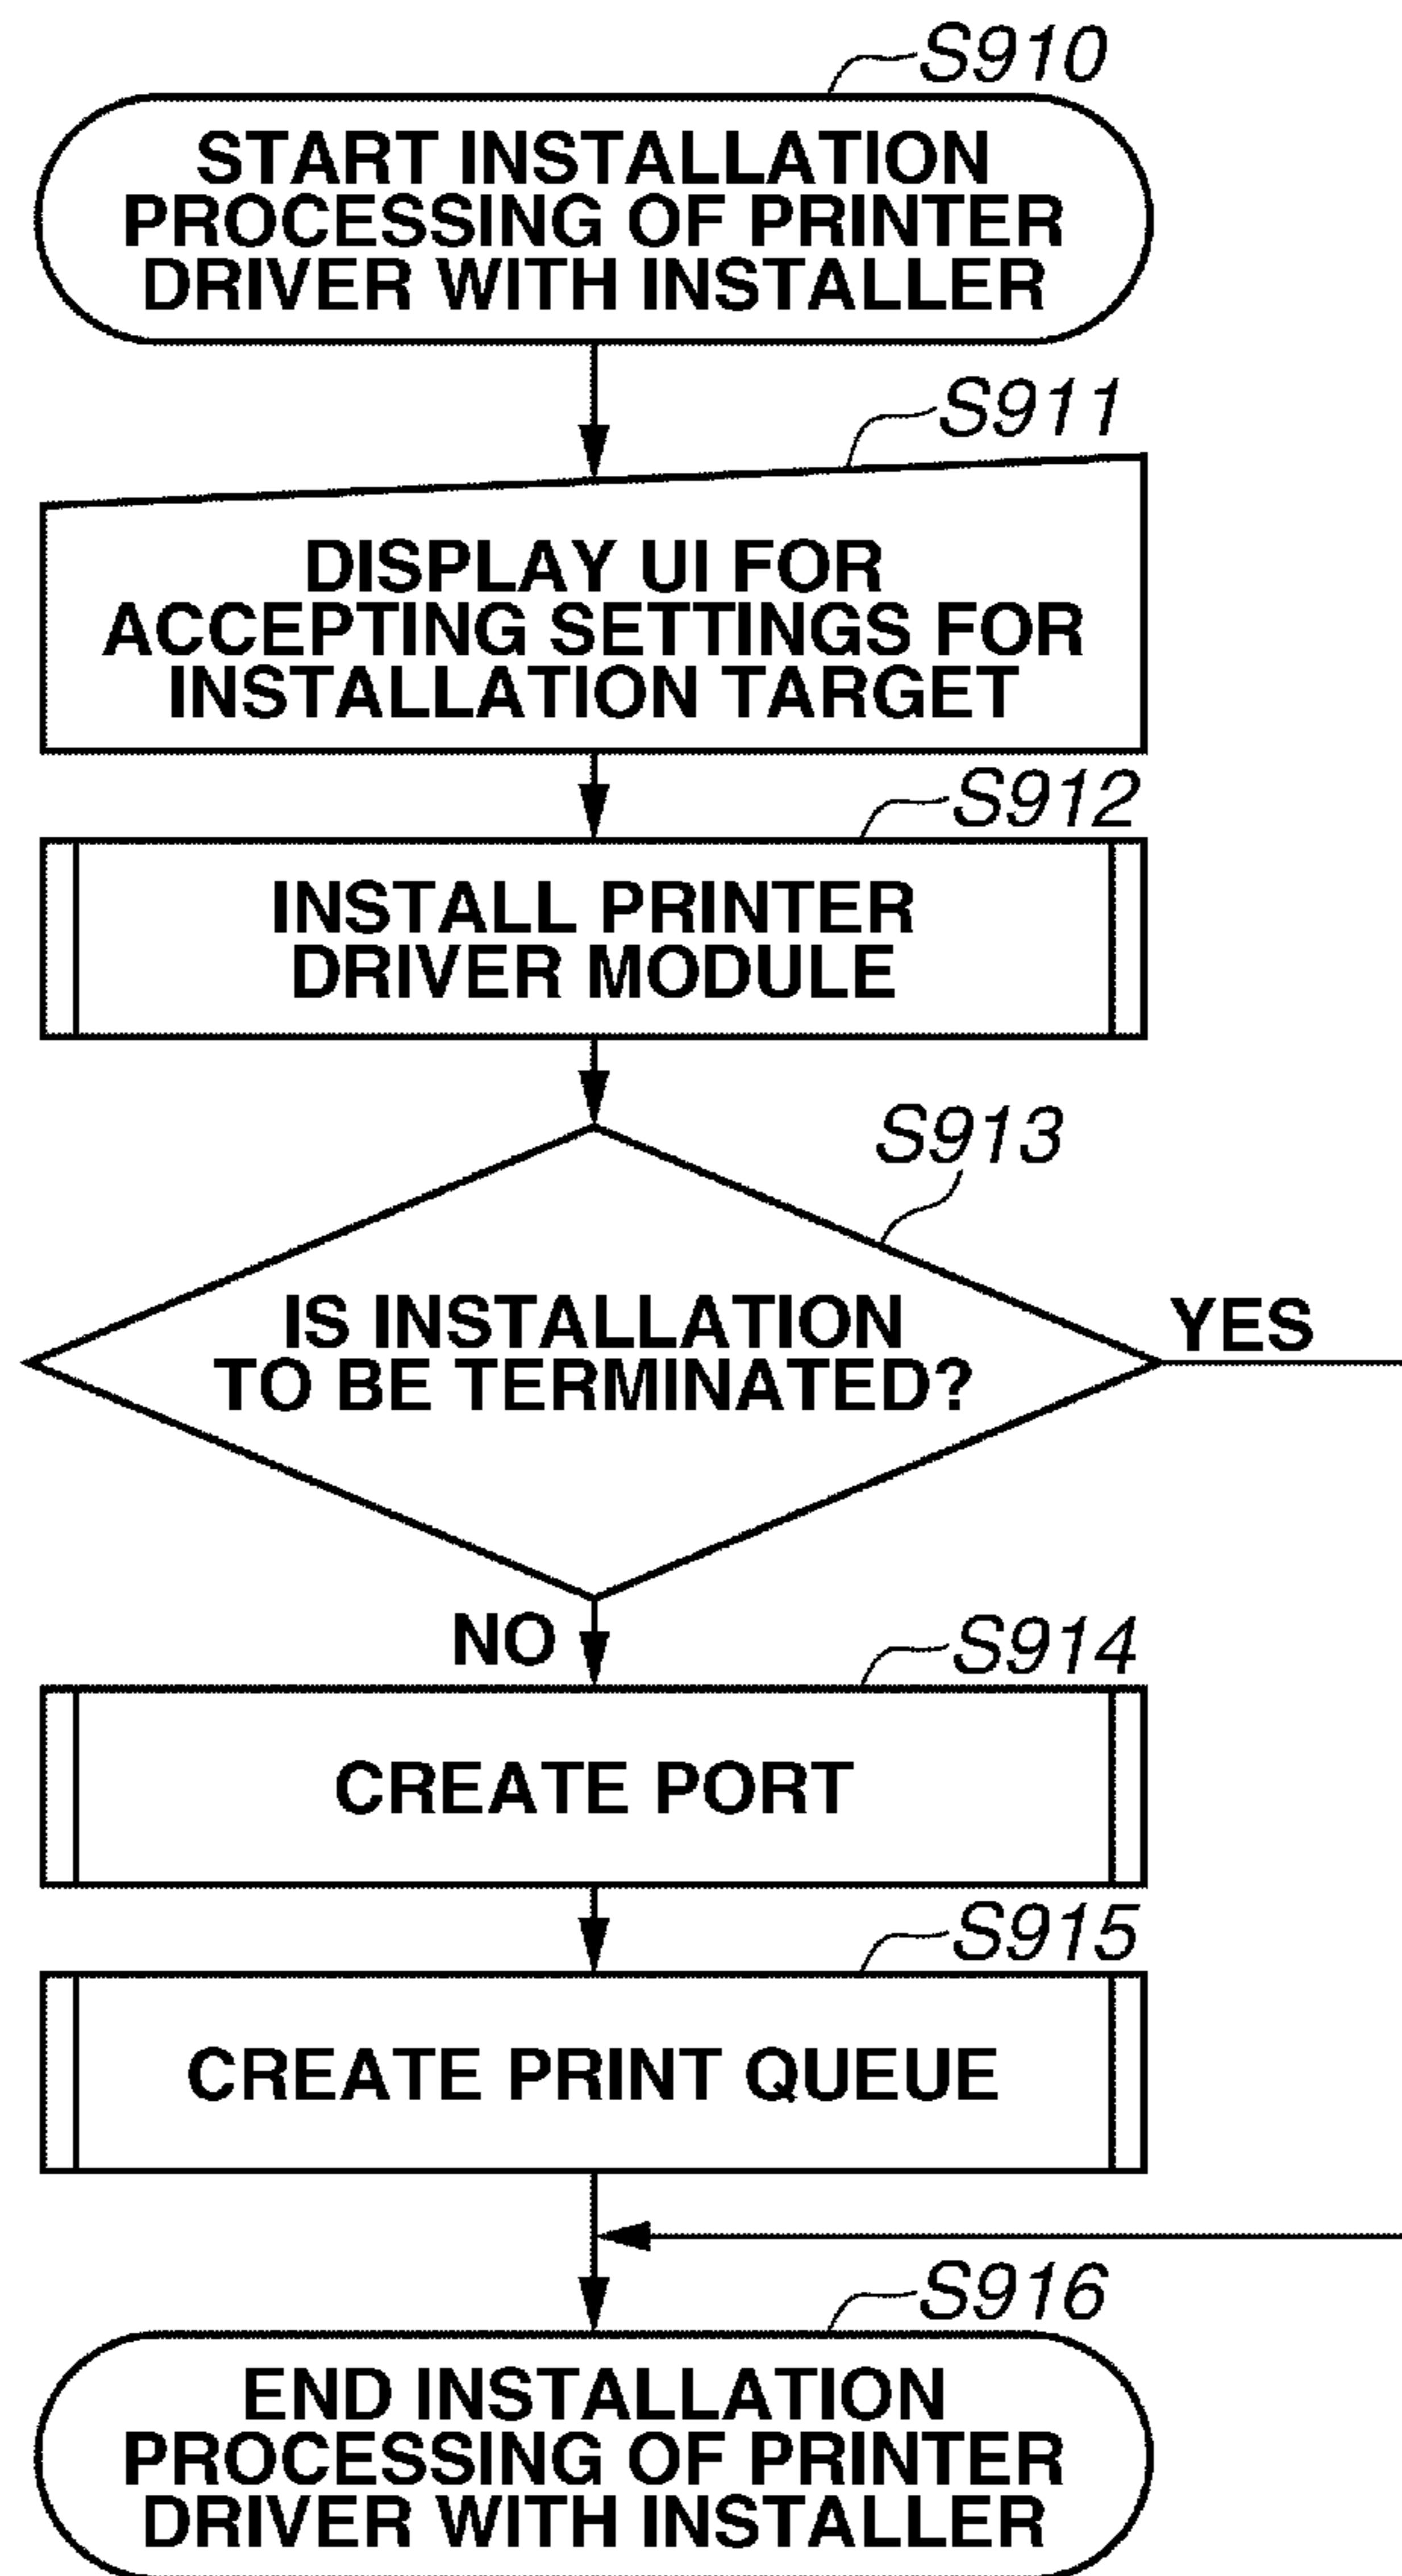 S910
START INSTALLATION
PROCESSING OF PRINTER
DRIVER WITH INSTALLER
S911
DISPLAY UI FOR
ACCEPTING SETTINGS FOR
INSTALLATION TARGET
S912
INSTALL PRINTER
DRIVER MODULE
S913
IS INSTALLATION
TO BE TERMINATED?
YES
NO
S914
CREATE PORT
S915
CREATE PRINT QUEUE
S916
END INSTALLATION
PROCESSING OF PRINTER
DRIVER WITH INSTALLER